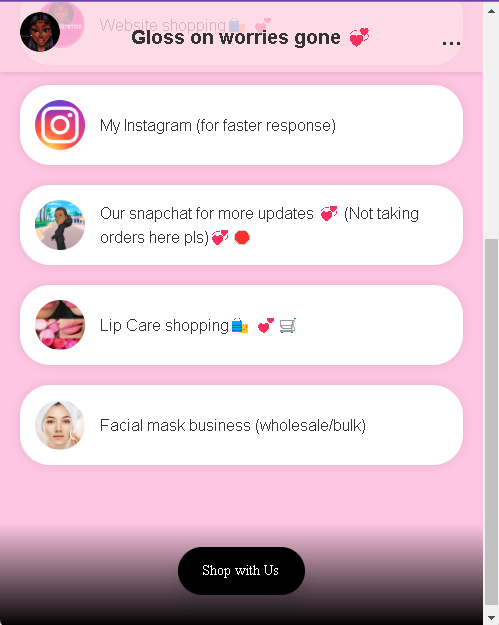 Website shopping🛍️ 💞
Gloss on worries gone 💞
...
My Instagram (for faster response)
Our snapchat for more updates 💞 (Not taking
orders here pls)💞 🛑
Lip Care shopping🛍️ 💕 🛒
Facial mask business (wholesale/bulk)
Shop with Us